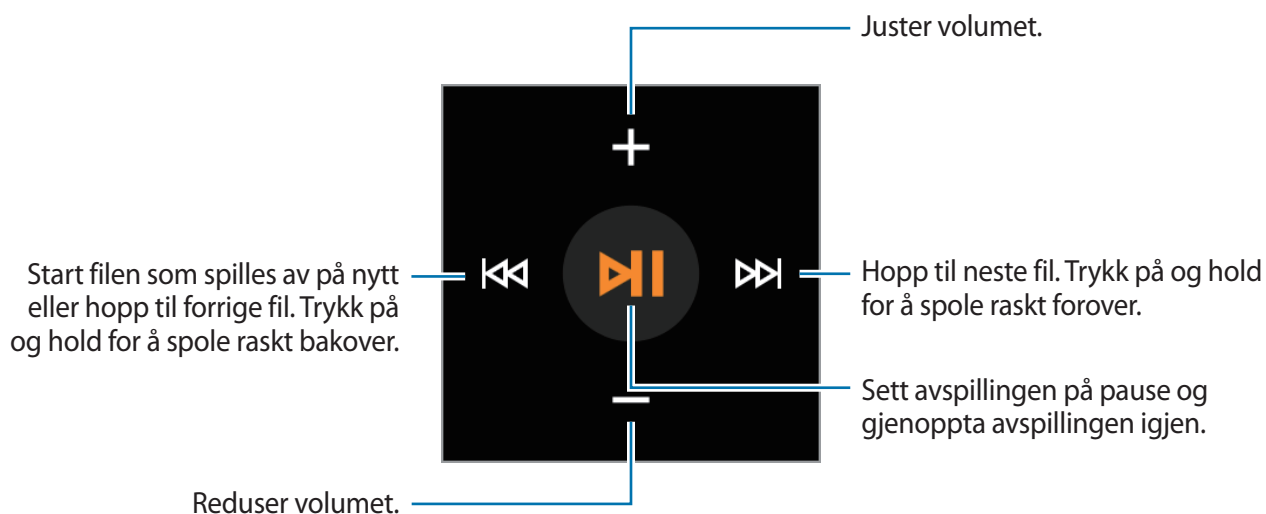 Juster volumet.
Start filen som spilles av på nytt
eller hopp til forrige fil. Trykk på
og hold for å spole raskt bakover.
Hopp til neste fil. Trykk på og hold
for å spole raskt forover.
Sett avspillingen på pause og
gjenoppta avspillingen igjen.
Reduser volumet.